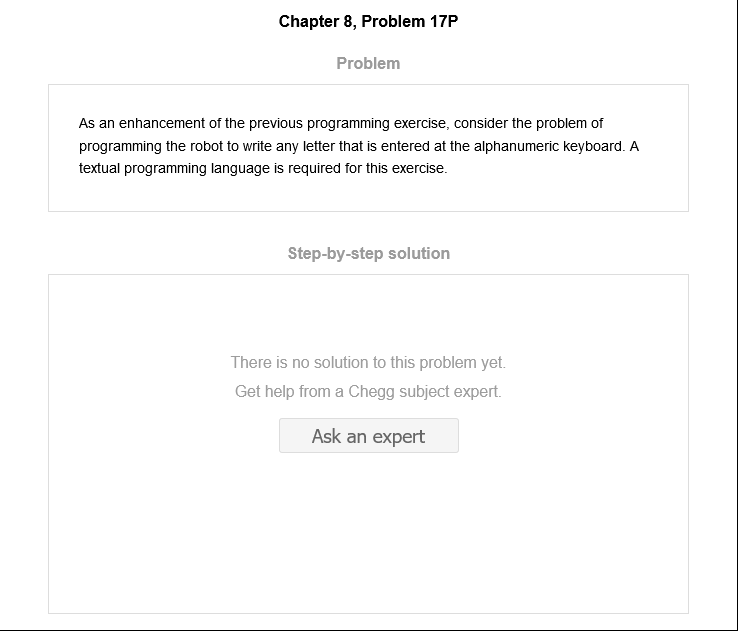 Chapter 8, Problem 17P
Problem
As an enhancement of the previous programming exercise, consider the problem of
programming the robot to write any letter that is entered at the alphanumeric keyboard. A
textual programming language is required for this exercise.
Step-by-step solution
There is no solution to this problem yet.
Get help from a Chegg subject expert.
Ask an expert